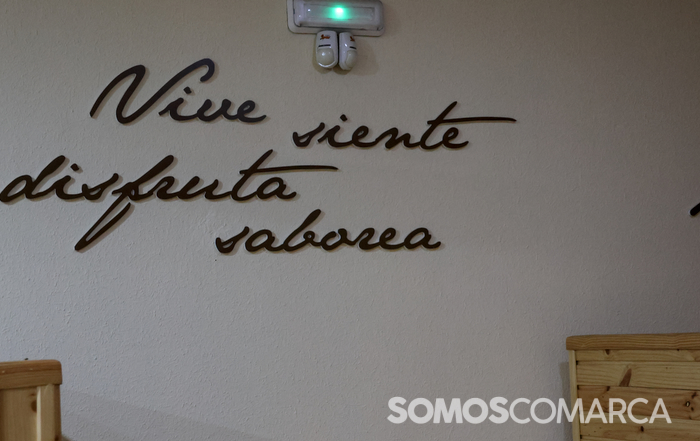 Vive
siente
disfruta
saborea
SOMOSCOMARCA